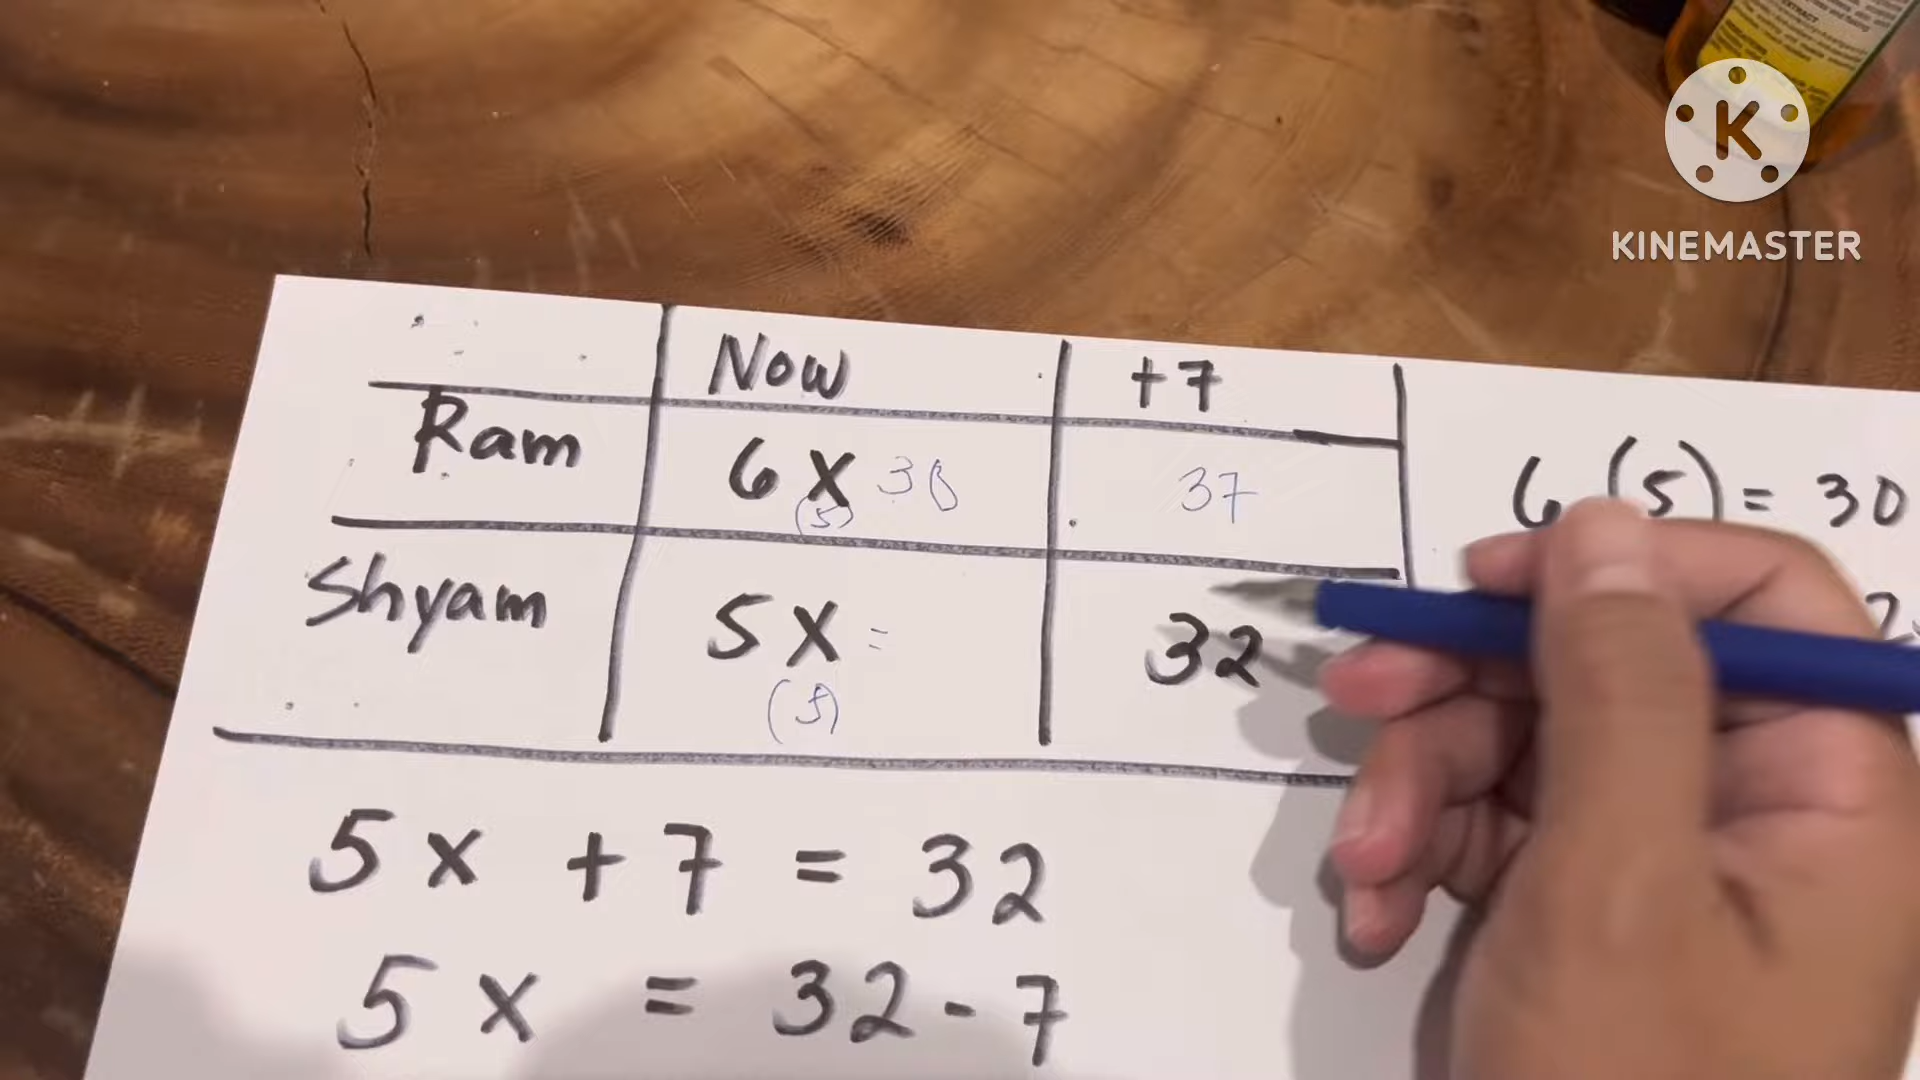 K
KINEMASTER
EXTRACT
Now +7
Ram 6x 30 37
(5)
6(5) = 30
Shyam 5x = 32
(5)
5x + 7 = 32
5x = 32 - 7